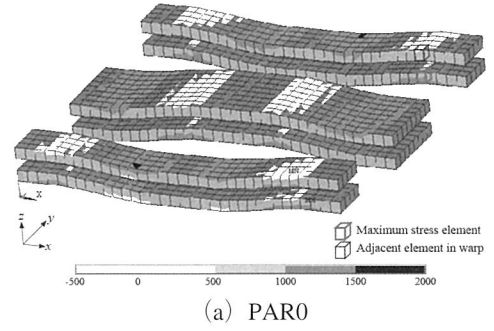 X
z
y
x
Maximum stress element
Adjacent element in warp
-500 0 500 1000 1500 2000
(a) PAR0